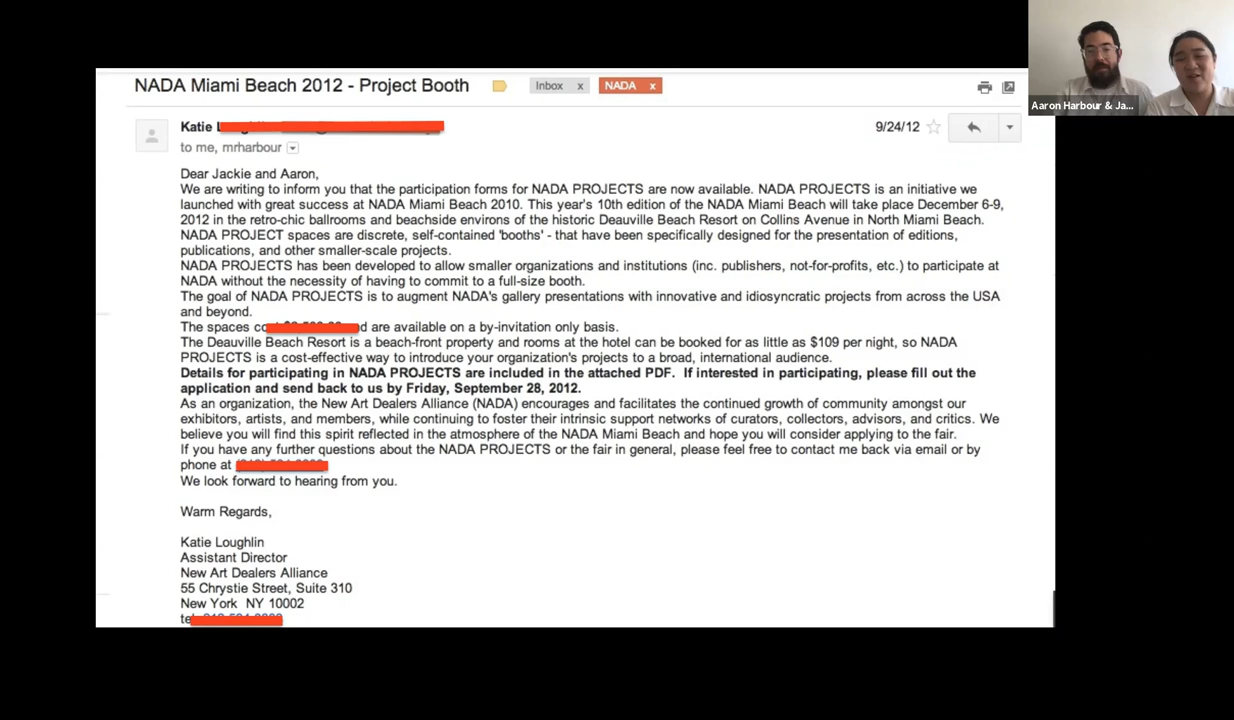 Aaron Harbour & Ja...
NADA Miami Beach 2012 - Project Booth
Inbox x
NADA x
Katie
9/24/12
to me, mrharbour
Dear Jackie and Aaron,
We are writing to inform you that the participation forms for NADA PROJECTS are now available. NADA PROJECTS is an initiative we
launched with great success at NADA Miami Beach 2010. This year's 10th edition of the NADA Miami Beach will take place December 6-9,
2012 in the retro-chic ballrooms and beachside environs of the historic Deauville Beach Resort on Collins Avenue in North Miami Beach.
NADA PROJECT spaces are discrete, self-contained 'booths' - that have been specifically designed for the presentation of editions,
publications, and other smaller-scale projects.
NADA PROJECTS has been developed to allow smaller organizations and institutions (inc. publishers, not-for-profits, etc.) to participate at
NADA without the necessity of having to commit to a full-size booth.
The goal of NADA PROJECTS is to augment NADA's gallery presentations with innovative and idiosyncratic projects from across the USA
and beyond.
The spaces are available on a by-invitation only basis.
The Deauville Beach Resort is a beach-front property and rooms at the hotel can be booked for as little as $109 per night, so NADA
PROJECTS is a cost-effective way to introduce your organization's projects to a broad, international audience.
Details for participating in NADA PROJECTS are included in the attached PDF. If interested in participating, please fill out the
application and send back to us by Friday, September 28, 2012.
As an organization, the New Art Dealers Alliance (NADA) encourages and facilitates the continued growth of community amongst our
exhibitors, artists, and members, while continuing to foster their intrinsic support networks of curators, collectors, advisors, and critics. We
believe you will find this spirit reflected in the atmosphere of the NADA Miami Beach and hope you will consider applying to the fair.
If you have any further questions about the NADA PROJECTS or the fair in general, please feel free to contact me back via email or by
phone at
We look forward to hearing from you.
Warm Regards,
Katie Loughlin
Assistant Director
New Art Dealers Alliance
55 Chrystie Street, Suite 310
New York NY 10002